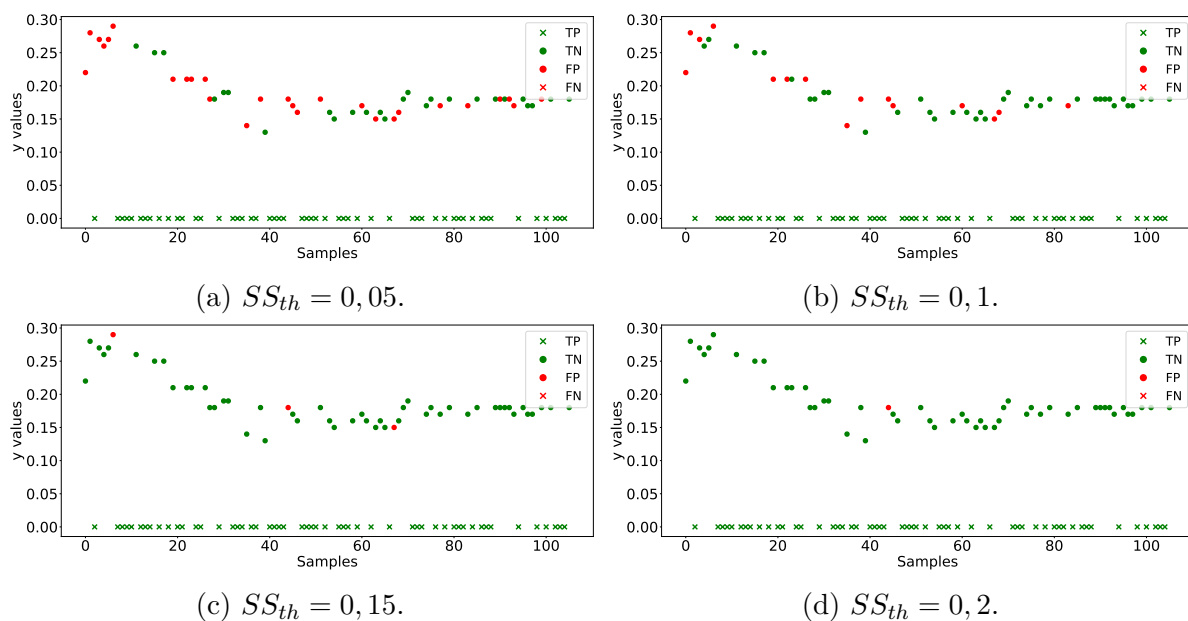 0.30
0.25
0.20
0.15
0.10
0.05
0.00
y values
0 20 40 60 80 100
Samples
TP
TN
FP
FN
(a) SS_th = 0, 05.
0.30
0.25
0.20
0.15
0.10
0.05
0.00
y values
0 20 40 60 80 100
Samples
TP
TN
FP
FN
(b) SS_th = 0, 1.
0.30
0.25
0.20
0.15
0.10
0.05
0.00
y values
0 20 40 60 80 100
Samples
TP
TN
FP
FN
(c) SS_th = 0, 15.
0.30
0.25
0.20
0.15
0.10
0.05
0.00
y values
0 20 40 60 80 100
Samples
TP
TN
FP
FN
(d) SS_th = 0, 2.